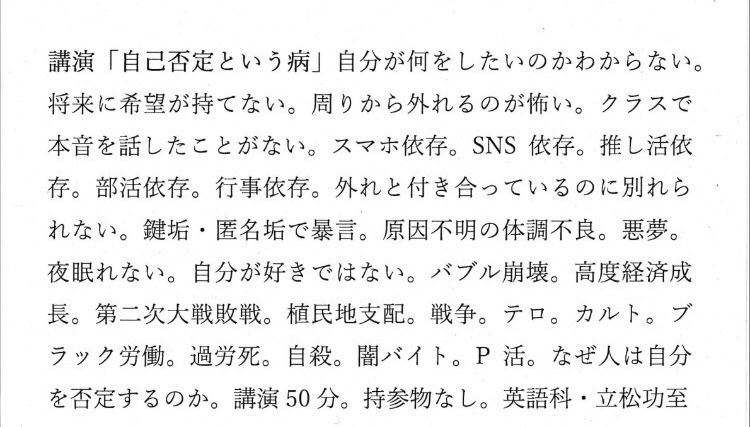 講演「自己否定という病」自分が何をしたいのかわからない。
将来に希望が持てない。周りから外れるのが怖い。クラスで
本音を話したことがない。スマホ依存。SNS 依存。推し活依
存。部活依存。行事依存。外れと付き合っているのに別れら
れない。鍵垢・匿名垢で暴言。原因不明の体調不良。悪夢。
夜眠れない。自分が好きではない。バブル崩壊。高度経済成
長。第二次大戦敗戦。植民地支配。戦争。テロ。カルト。ブ
ラック労働。過労死。自殺。闇バイト。P 活。なぜ人は自分
を否定するのか。講演 50 分。持参物なし。英語科・立松功至